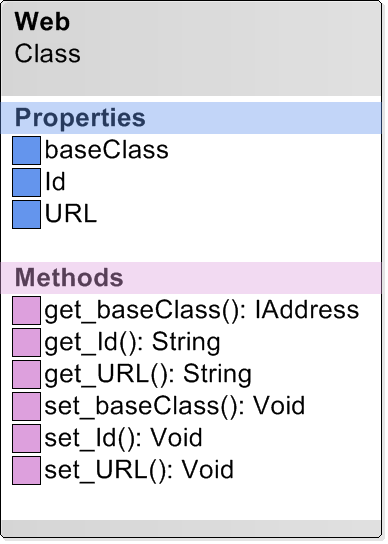 Web
Class
Properties
baseClass
Id
URL
Methods
get_baseClass(): IAddress
get_Id(): String
get_URL(): String
set_baseClass(): Void
set_Id(): Void
set_URL(): Void